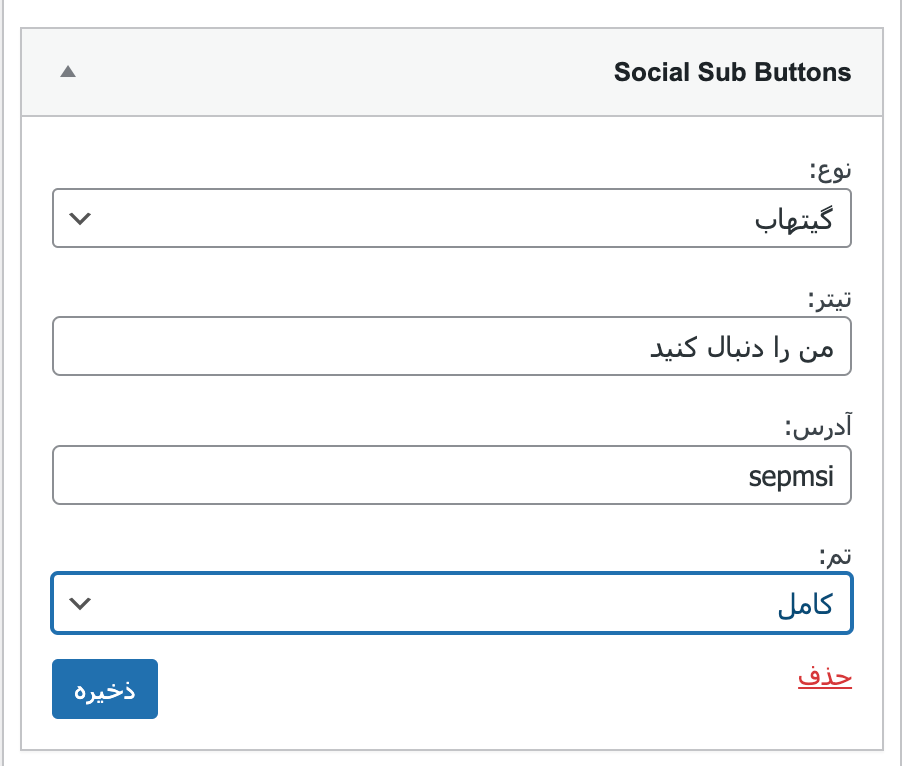 Social Sub Buttons
نوع:
گیتهاب
تیتر:
من را دنبال کنید
آدرس:
sepmsi
تم:
کامل
حذف
ذخیره